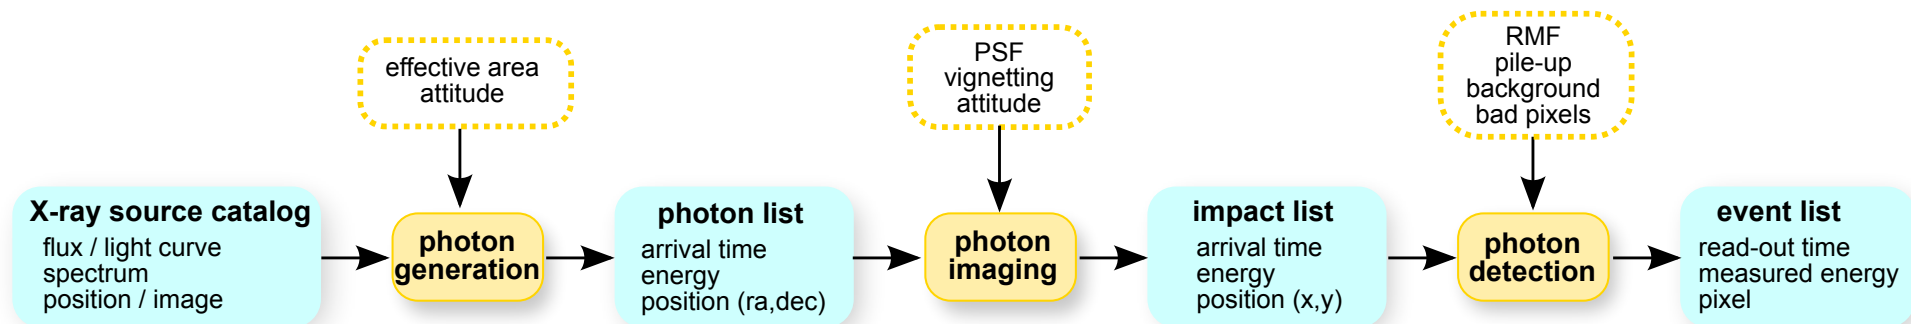 effective area
attitude
PSF
vignetting
attitude
RMF
pile-up
background
bad pixels
X-ray source catalog
flux / light curve
spectrum
position / image
photon
generation
photon list
arrival time
energy
position (ra,dec)
photon
imaging
impact list
arrival time
energy
position (x,y)
photon
detection
event list
read-out time
measured energy
pixel